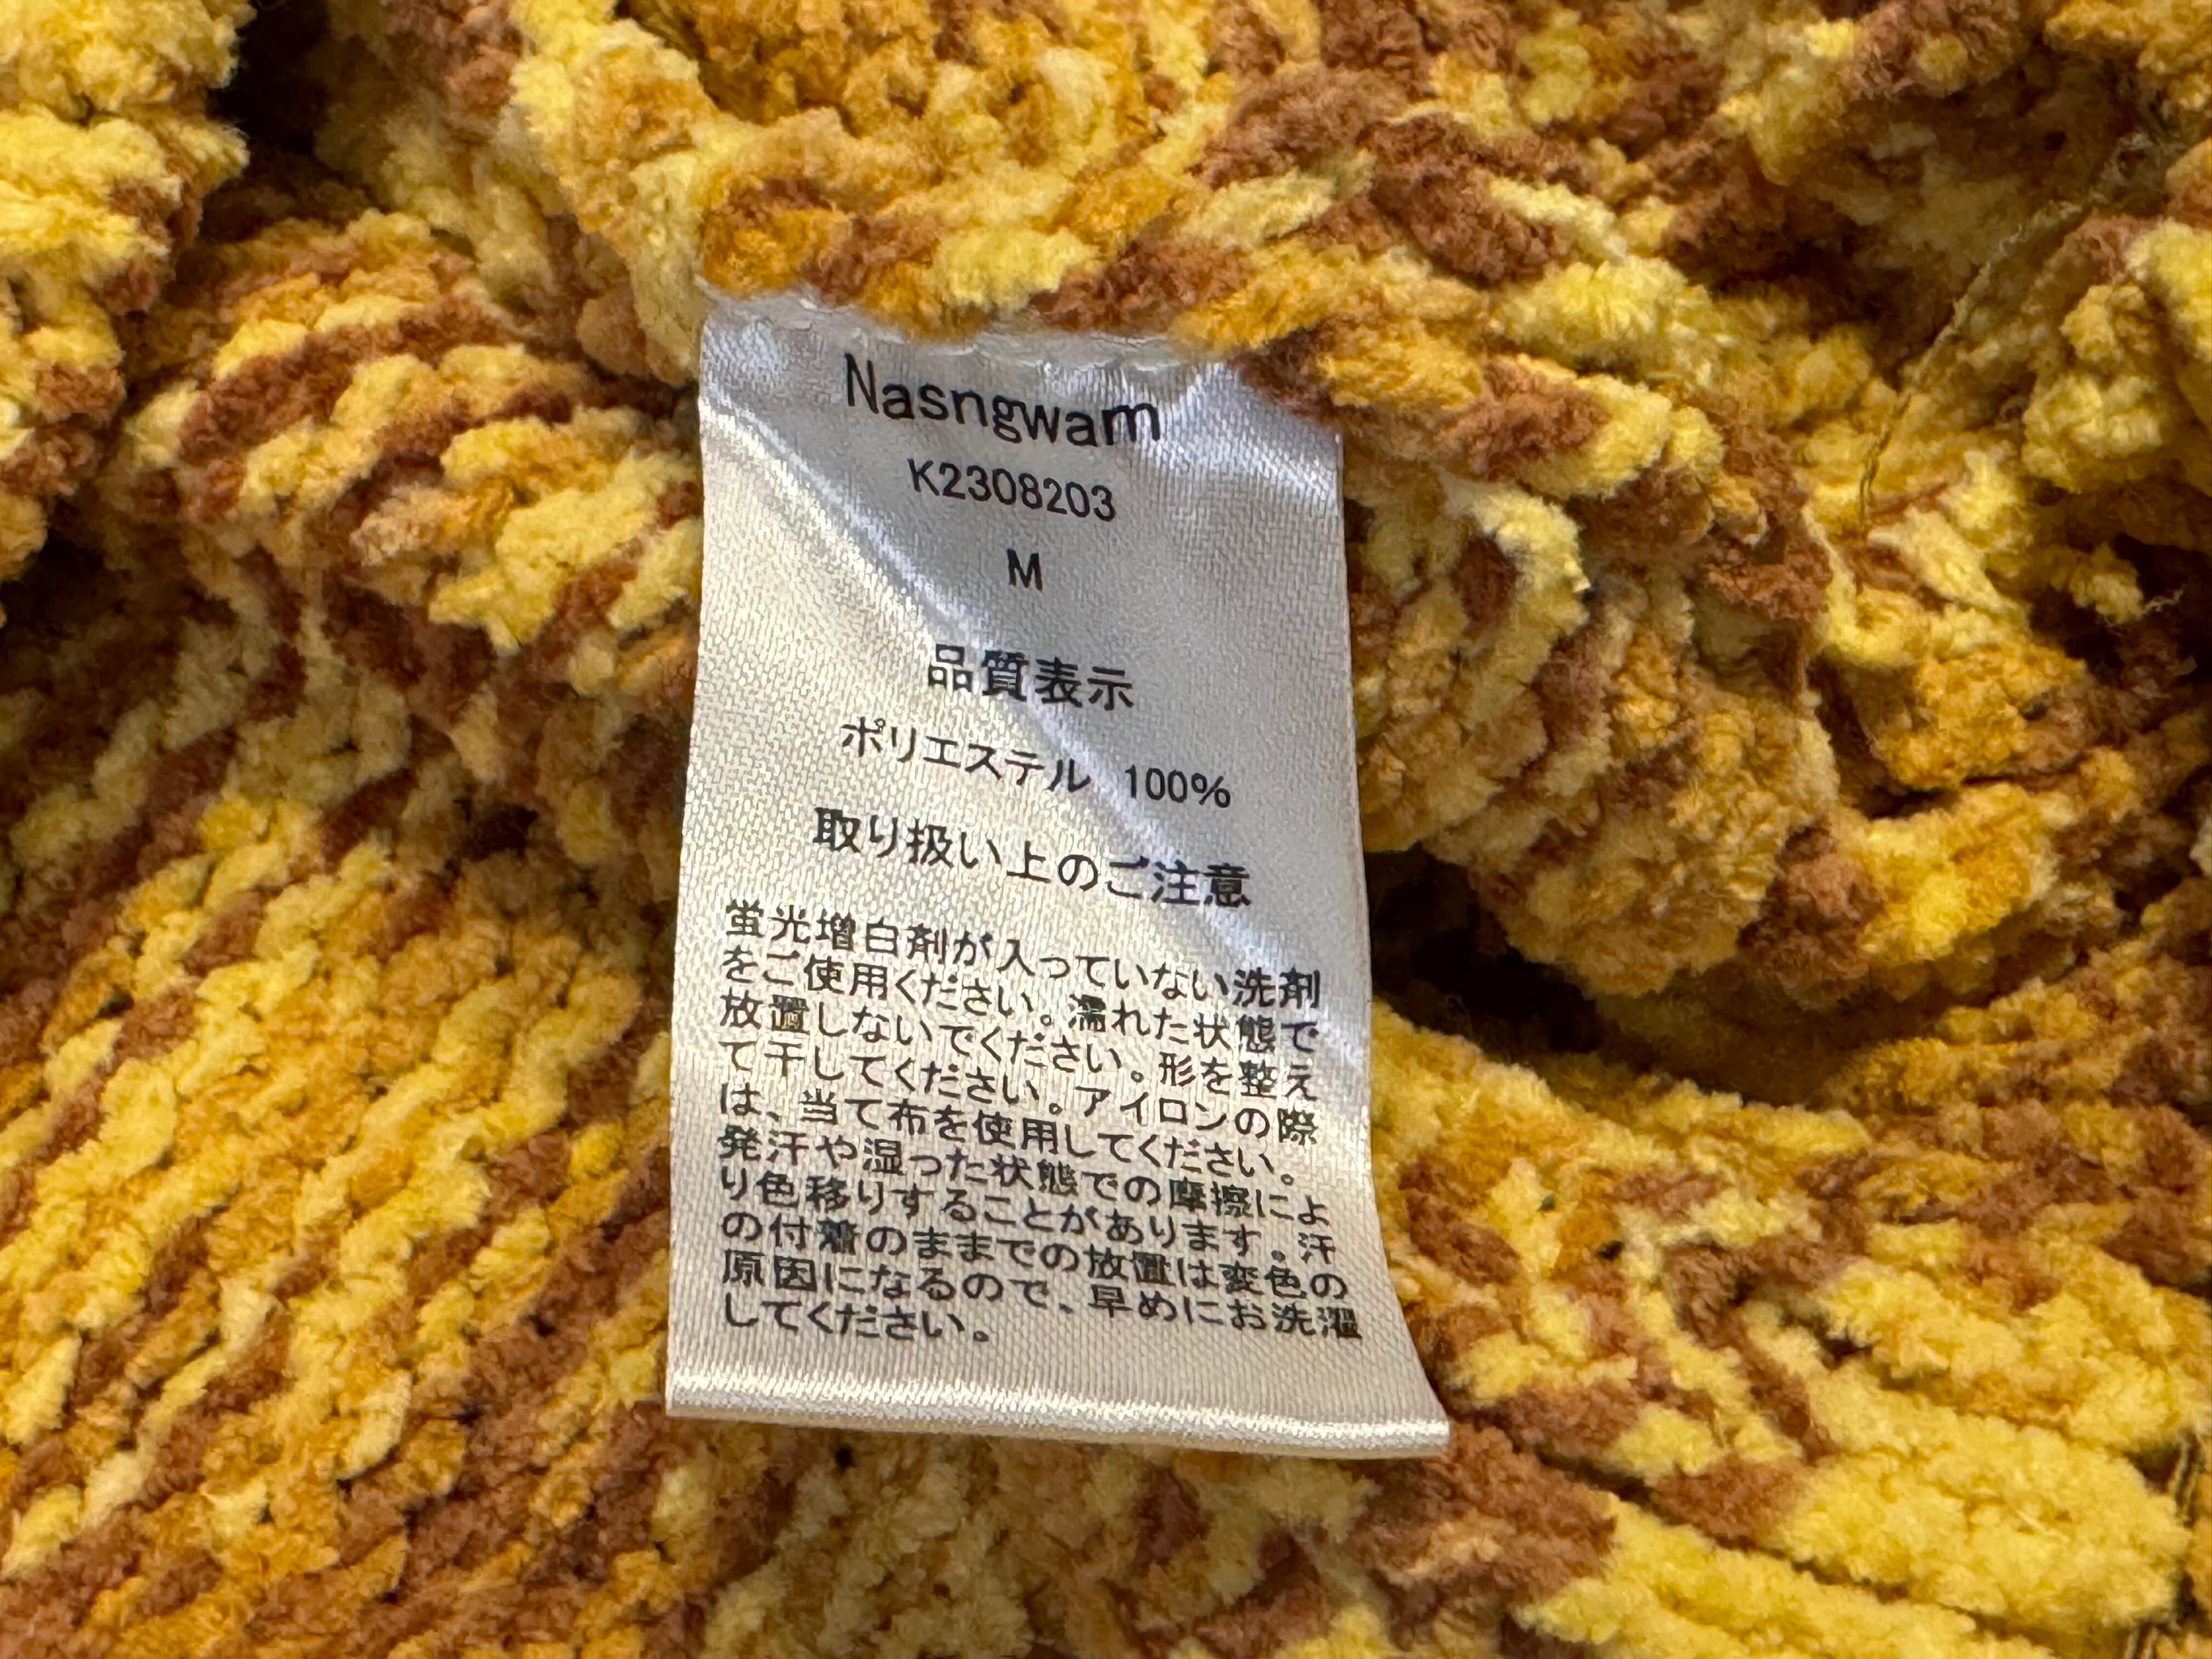 Nasngwam
K2308203
M
品質表示
ポリエステル 100%
取り扱い上のご注意
蛍光増白剤が入っていない洗剤
をご使用ください。濡れた状態で
放置しないでください。形を整え
て干してください。アイロンの際
は、当て布を使用してください。
発汗や湿った状態での摩擦によ
り色移りすることがあります。汗
の付着のままでの放置は変色の
原因になるので、早めにお洗濯
してください。